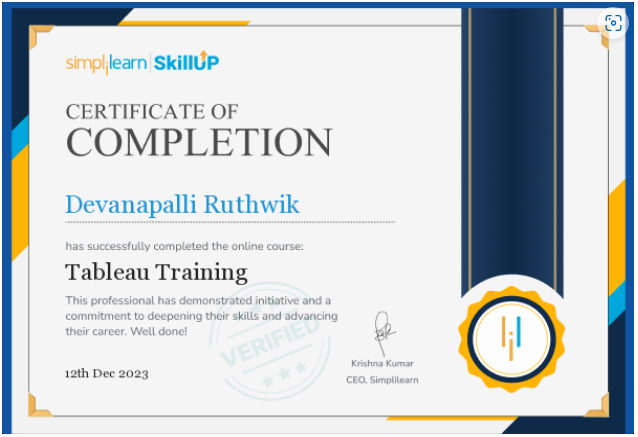 simplilearn SkillUP
CERTIFICATE OF
COMPLETION
Devanapalli Ruthwik
has successfully completed the online course:
Tableau Training
This professional has demonstrated initiative and a
commitment to deepening their skills and advancing
their career. Well done!
VERIFIED
12th Dec 2023
Krishna Kumar
CEO, Simplilearn